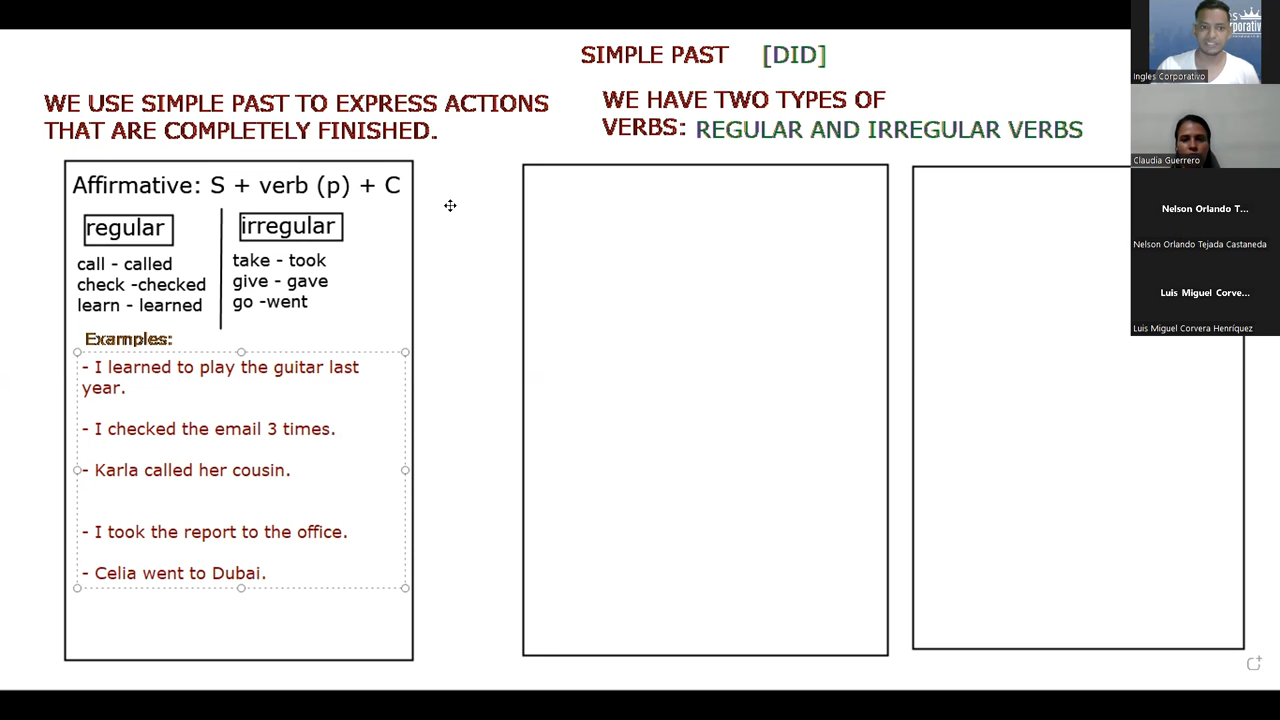 SIMPLE PAST [DID]
WE USE SIMPLE PAST TO EXPRESS ACTIONS
THAT ARE COMPLETELY FINISHED.
WE HAVE TWO TYPES OF
VERBS: REGULAR AND IRREGULAR VERBS
Affirmative: S + verb (p) + C
regular
call - called
check -checked
learn - learned
irregular
take - took
give - gave
go -went
Examples:
- I learned to play the guitar last
year.
- I checked the email 3 times.
- Karla called her cousin.
- I took the report to the office.
- Celia went to Dubai.
Ingles Corporativo
Claudia Guerrero
Nelson Orlando T...
Nelson Orlando Tejada Castaneda
Luis Miguel Corve...
Luis Miguel Corvera Henríquez